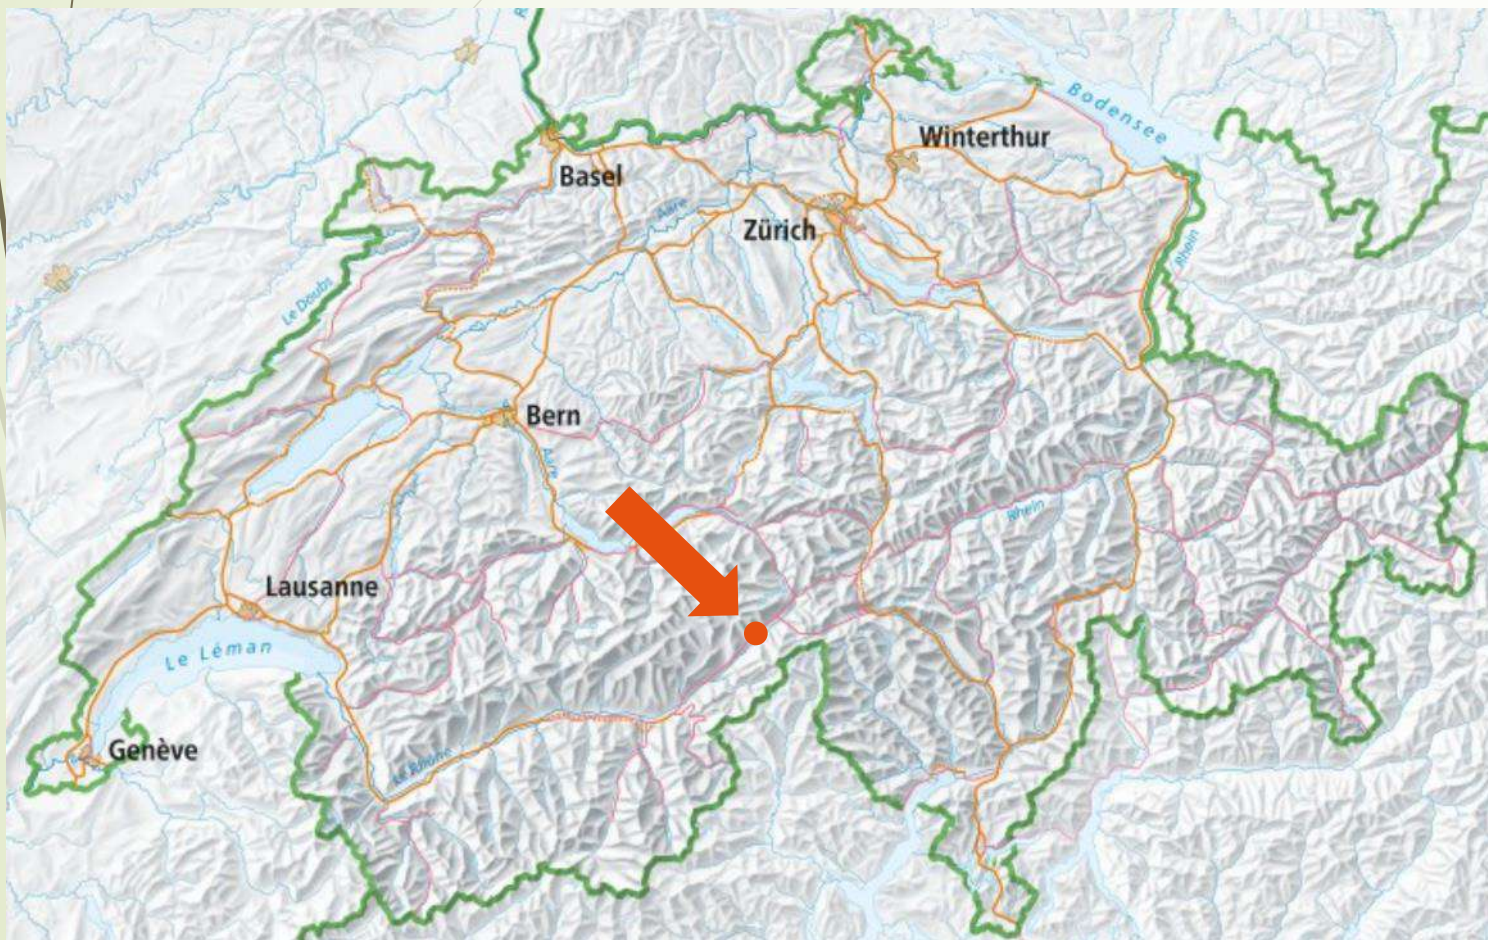 Bodensee
Winterthur
Basel
Aare
Zürich
Rhein
Le Doubs
Bern
Aare
Rhein
Lausanne
Le Léman
Genève
Le Rhône